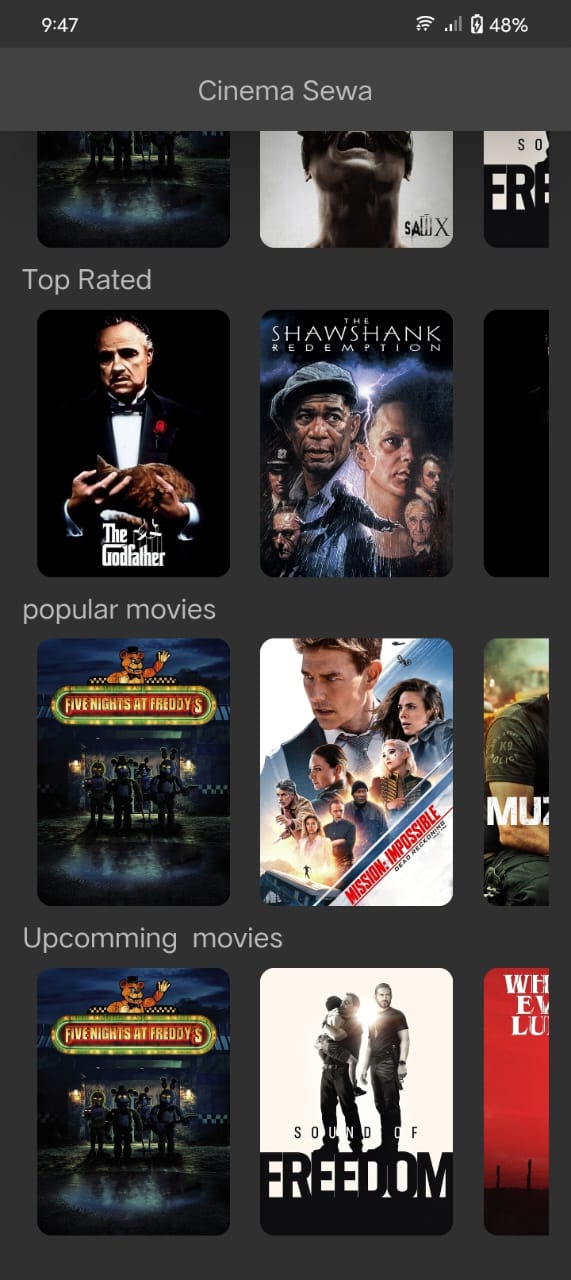 9:47
48%
Cinema Sewa
SAW X
SO
FRE
Top Rated
The
Godfather
THE
SHAWSHANK
REDEMPTION
popular movies
FIVE NIGHTS AT FREDDY'S
MISSION: IMPOSSIBLE
DEAD RECKONING
K9
POLICE
MUZ
Upcomming  movies
FIVE NIGHTS AT FREDDY'S
SOUND OF
FREEDOM
WH
EV
LU